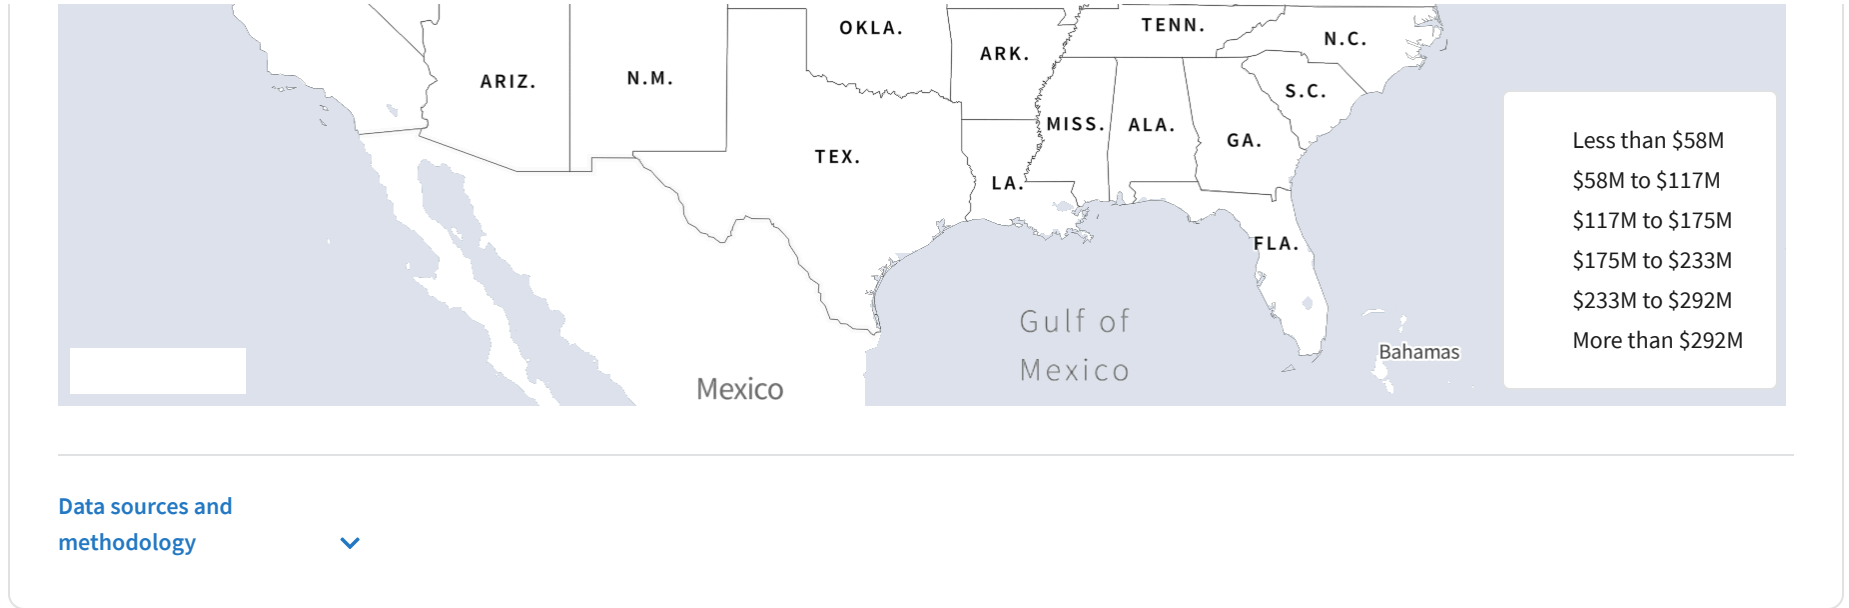 OKLA.
TENN.
N.C.
ARK.
ARIZ.
N.M.
S.C.
MISS.
ALA.
GA.
TEX.
LA.
FLA.
Gulf of
Mexico
Bahamas
Mexico
Less than $58M
$58M to $117M
$117M to $175M
$175M to $233M
$233M to $292M
More than $292M
Data sources and
methodology